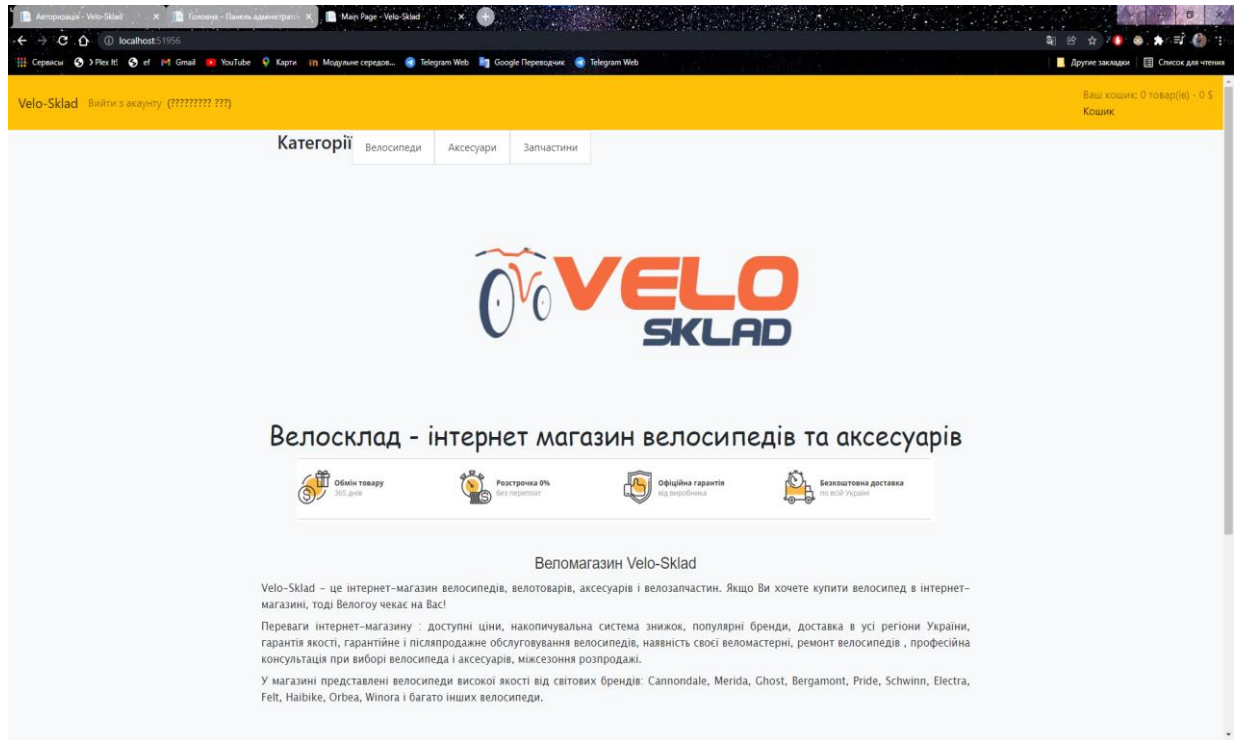 Авторизація - Velo-Sklad
Головна - Панель адміністратс
Main Page - Velo-Sklad
localhost:51956
Сервисы
Plex It!
ef
Gmail
YouTube
Карти
Модульне середов...
Telegram Web
Google Переводчик
Telegram Web
Другие закладки
Список для чтения
Velo-Sklad Вийти з акаунту (????????? ???)
Ваш кошик: 0 товар(ів) - 0 $
Кошик
Категорії
Велосипеди
Аксесуари
Запчастини
VELO
SKLAD
Велосклад - інтернет магазин велосипедів та аксесуарів
Обмін товару
365 днів
Розстрочка 0%
без переплат
Офіційна гарантія
від виробника
Безкоштовна доставка
по всій Україні
Веломагазин Velo-Sklad
Velo-Sklad – це інтернет-магазин велосипедів, велотоварів, аксесуарів і велозапчастин. Якщо Ви хочете купити велосипед в інтернет-
магазині, тоді Велогоу чекає на Вас!
Переваги інтернет-магазину : доступні ціни, накопичувальна система знижок, популярні бренди, доставка в усі регіони України,
гарантія якості, гарантійне і післяпродажне обслуговування велосипедів, наявність своєї веломастерні, ремонт велосипедів , професійна
консультація при виборі велосипеда і аксесуарів, міжсезоння розпродажі.
У магазині представлені велосипеди високої якості від світових брендів: Cannondale, Merida, Ghost, Bergamont, Pride, Schwinn, Electra,
Felt, Haibike, Orbea, Winora і багато інших велосипеди.